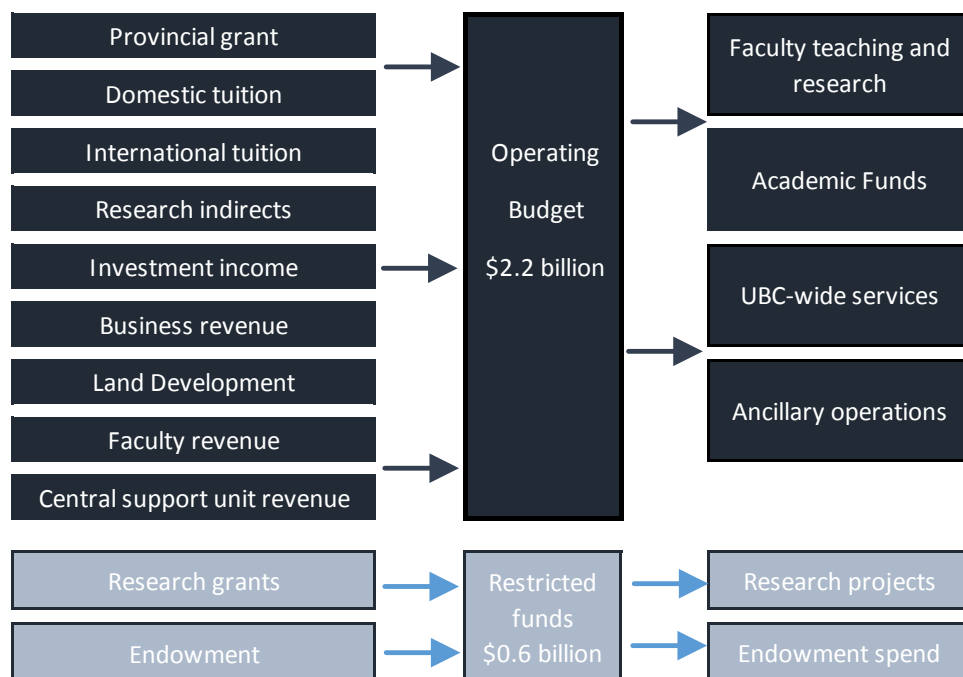 Provincial grant
Domestic tuition
International tuition
Research indirects
Investment income
Business revenue
Land Development
Faculty revenue
Central support unit revenue
Operating
Budget
$2.2 billion
Faculty teaching and
research
Academic Funds
UBC-wide services
Ancillary operations
Research grants
Endowment
Restricted
funds
$0.6 billion
Research projects
Endowment spend